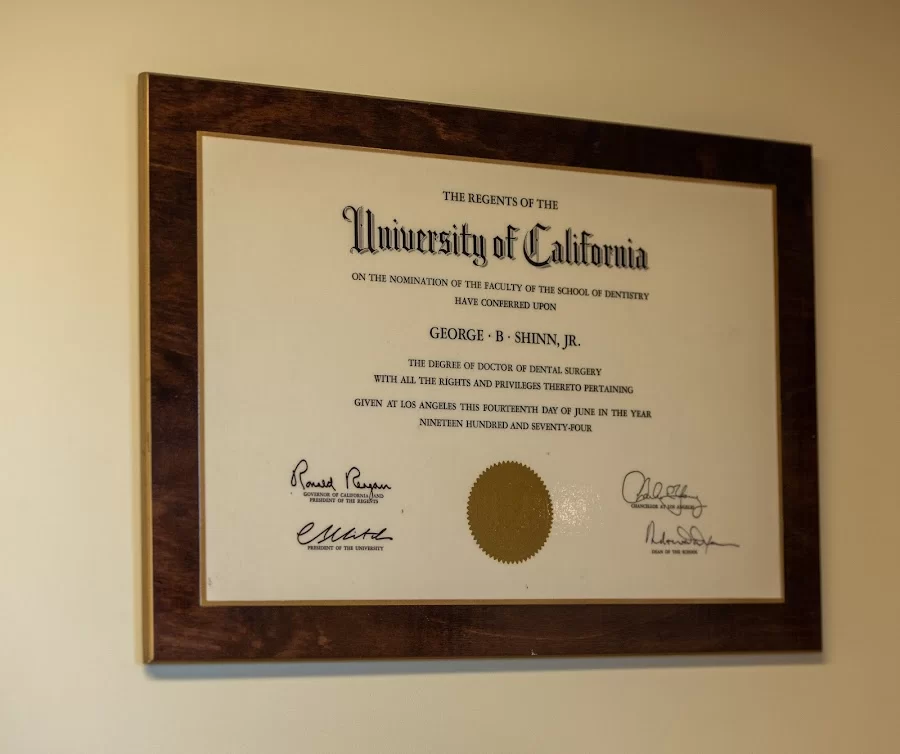 THE REGENTS OF THE
University of California
ON THE NOMINATION OF THE FACULTY OF THE SCHOOL OF DENTISTRY
HAVE CONFERRED UPON
GEORGE · B · SHINN, JR.
THE DEGREE OF DOCTOR OF DENTAL SURGERY
WITH ALL THE RIGHTS AND PRIVILEGES THERETO PERTAINING
GIVEN AT LOS ANGELES THIS FOURTEENTH DAY OF JUNE IN THE YEAR
NINETEEN HUNDRED AND SEVENTY-FOUR
Ronald Reagan
GOVERNOR OF CALIFORNIA, AND
PRESIDENT OF THE REGENTS
PRESIDENT OF THE UNIVERSITY
CHANCELLOR AT LOS ANGELES
DEAN OF THE SCHOOL